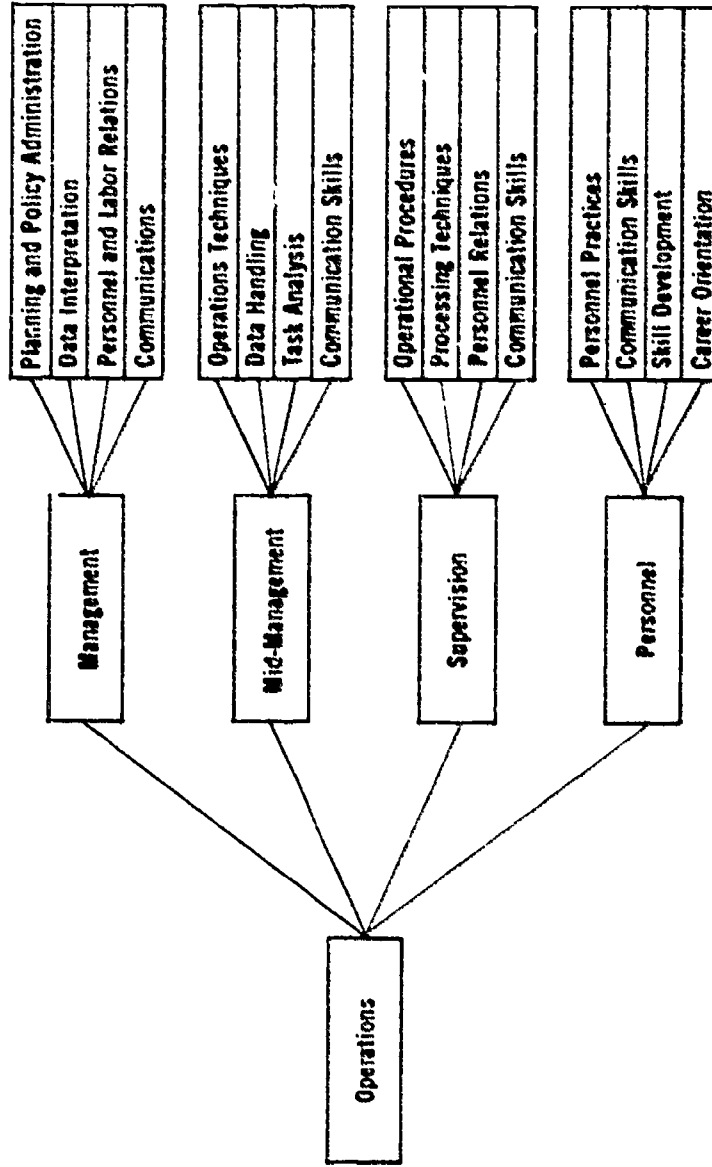 Operations
Management
Planning and Policy Administration
Data Interpretation
Personnel and Labor Relations
Communications
Mid-Management
Operations Techniques
Data Handling
Task Analysis
Communication Skills
Supervision
Operational Procedures
Processing Techniques
Personnel Relations
Communication Skills
Personnel
Personnel Practices
Communication Skills
Skill Development
Career Orientation